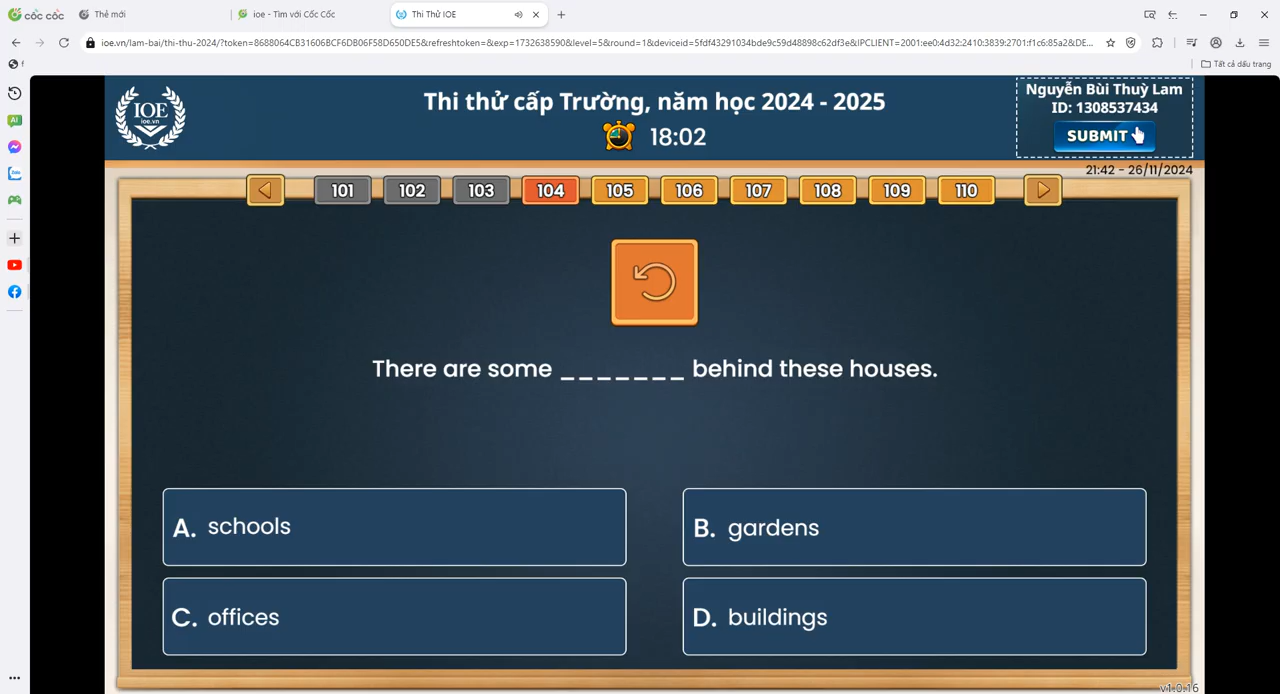 cốc cốc
Thẻ mới
ioe - Tìm với Cốc Cốc
Thi Thử IOE
ioe.vn/lam-bai/thi-thu-2024/?token=8688064CB31606BCF6DB06F58D650DE5&refreshtoken=&exp=1732638590&level=5&round=1&deviceid=5fdf43291034bde9c59d48898c62df3e&IPCLIENT=2001:ee0:4d32:2410:3839:2701:f1c6:85a2&DE...
f
Tất cả dấu trang
IOE
ioe.vn
Thi thử cấp Trường, năm học 2024 - 2025
18:02
Nguyễn Bùi Thuỳ Lam
ID: 1308537434
SUBMIT
21:42 - 26/11/2024
101 102 103 104 105 106 107 108 109 110
There are some _ _ _ _ _ _ _ behind these houses.
A. schools
B. gardens
C. offices
D. buildings
v1.0.16